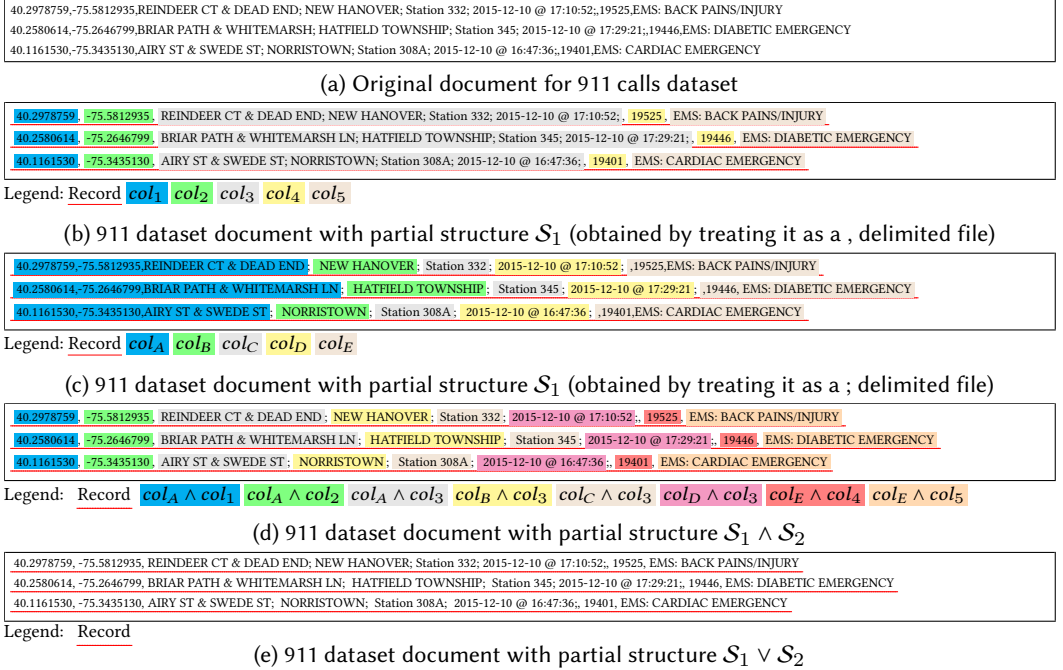 40.2978759,-75.5812935,REINDEER CT & DEAD END; NEW HANOVER; Station 332; 2015-12-10 @ 17:10:52;,19525,EMS: BACK PAINS/INJURY
40.2580614,-75.2646799,BRIAR PATH & WHITEMARSH; HATFIELD TOWNSHIP; Station 345; 2015-12-10 @ 17:29:21;,19446,EMS: DIABETIC EMERGENCY
40.1161530,-75.3435130,AIRY ST & SWEDE ST; NORRISTOWN; Station 308A; 2015-12-10 @ 16:47:36;,19401,EMS: CARDIAC EMERGENCY
(a) Original document for 911 calls dataset
40.2978759, -75.5812935, REINDEER CT & DEAD END; NEW HANOVER; Station 332; 2015-12-10 @ 17:10:52; , 19525, EMS: BACK PAINS/INJURY
40.2580614, -75.2646799, BRIAR PATH & WHITEMARSH LN; HATFIELD TOWNSHIP; Station 345; 2015-12-10 @ 17:29:21; , 19446, EMS: DIABETIC EMERGENCY
40.1161530, -75.3435130, AIRY ST & SWEDE ST; NORRISTOWN; Station 308A; 2015-12-10 @ 16:47:36; , 19401, EMS: CARDIAC EMERGENCY
Legend: Record col₁ col₂ col₃ col₄ col₅
(b) 911 dataset document with partial structure S₁ (obtained by treating it as a , delimited file)
40.2978759,-75.5812935,REINDEER CT & DEAD END; NEW HANOVER; Station 332 ; 2015-12-10 @ 17:10:52 ; ,19525,EMS: BACK PAINS/INJURY
40.2580614,-75.2646799,BRIAR PATH & WHITEMARSH LN; HATFIELD TOWNSHIP; Station 345 ; 2015-12-10 @ 17:29:21 ; ,19446, EMS: DIABETIC EMERGENCY
40.1161530,-75.3435130,AIRY ST & SWEDE ST; NORRISTOWN; Station 308A ; 2015-12-10 @ 16:47:36 ; ,19401,EMS: CARDIAC EMERGENCY
Legend: Record col_A col_B col_C col_D col_E
(c) 911 dataset document with partial structure S₁ (obtained by treating it as a ; delimited file)
40.2978759, -75.5812935, REINDEER CT & DEAD END ; NEW HANOVER ; Station 332 ; 2015-12-10 @ 17:10:52 ;, 19525, EMS: BACK PAINS/INJURY
40.2580614, -75.2646799, BRIAR PATH & WHITEMARSH LN ; HATFIELD TOWNSHIP ; Station 345 ; 2015-12-10 @ 17:29:21 ;, 19446, EMS: DIABETIC EMERGENCY
40.1161530, -75.3435130, AIRY ST & SWEDE ST ; NORRISTOWN ; Station 308A ; 2015-12-10 @ 16:47:36 ;, 19401, EMS: CARDIAC EMERGENCY
Legend: Record col_A ∧ col₁ col_A ∧ col₂ col_A ∧ col₃ col_B ∧ col₃ col_C ∧ col₃ col_D ∧ col₃ col_E ∧ col₄ col_E ∧ col₅
(d) 911 dataset document with partial structure S₁ ∧ S₂
40.2978759, -75.5812935, REINDEER CT & DEAD END; NEW HANOVER; Station 332; 2015-12-10 @ 17:10:52;, 19525, EMS: BACK PAINS/INJURY
40.2580614, -75.2646799, BRIAR PATH & WHITEMARSH LN; HATFIELD TOWNSHIP; Station 345; 2015-12-10 @ 17:29:21;, 19446, EMS: DIABETIC EMERGENCY
40.1161530, -75.3435130, AIRY ST & SWEDE ST; NORRISTOWN; Station 308A; 2015-12-10 @ 16:47:36;, 19401, EMS: CARDIAC EMERGENCY
Legend: Record
(e) 911 dataset document with partial structure S₁ ∨ S₂